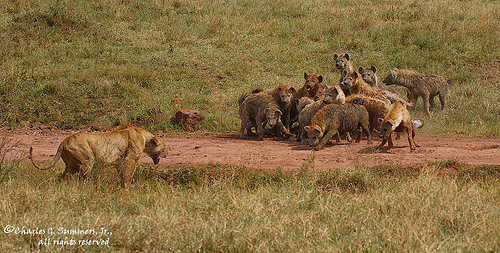 ©Charles G. Summers, Jr.,
all rights reserved